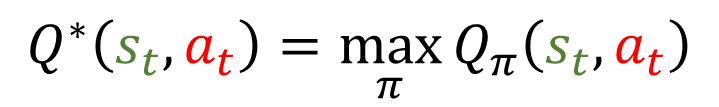 Q*(s_t, a_t) = max_π Q_π(s_t, a_t)